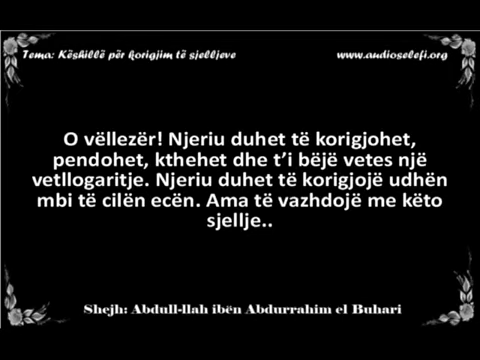 Tema: Këshillë për korigjim të sjelljeve
www.audioselefi.org
O vëllezër! Njeriu duhet të korigjohet,
pendohet, kthehet dhe t'i bëjë vetes një
vetllogaritje. Njeriu duhet të korigjojë udhën
mbi të cilën ecën. Ama të vazhdojë me këto
sjellje..
Shejh: Abdull-llah ibën Abdurrahim el Buhari